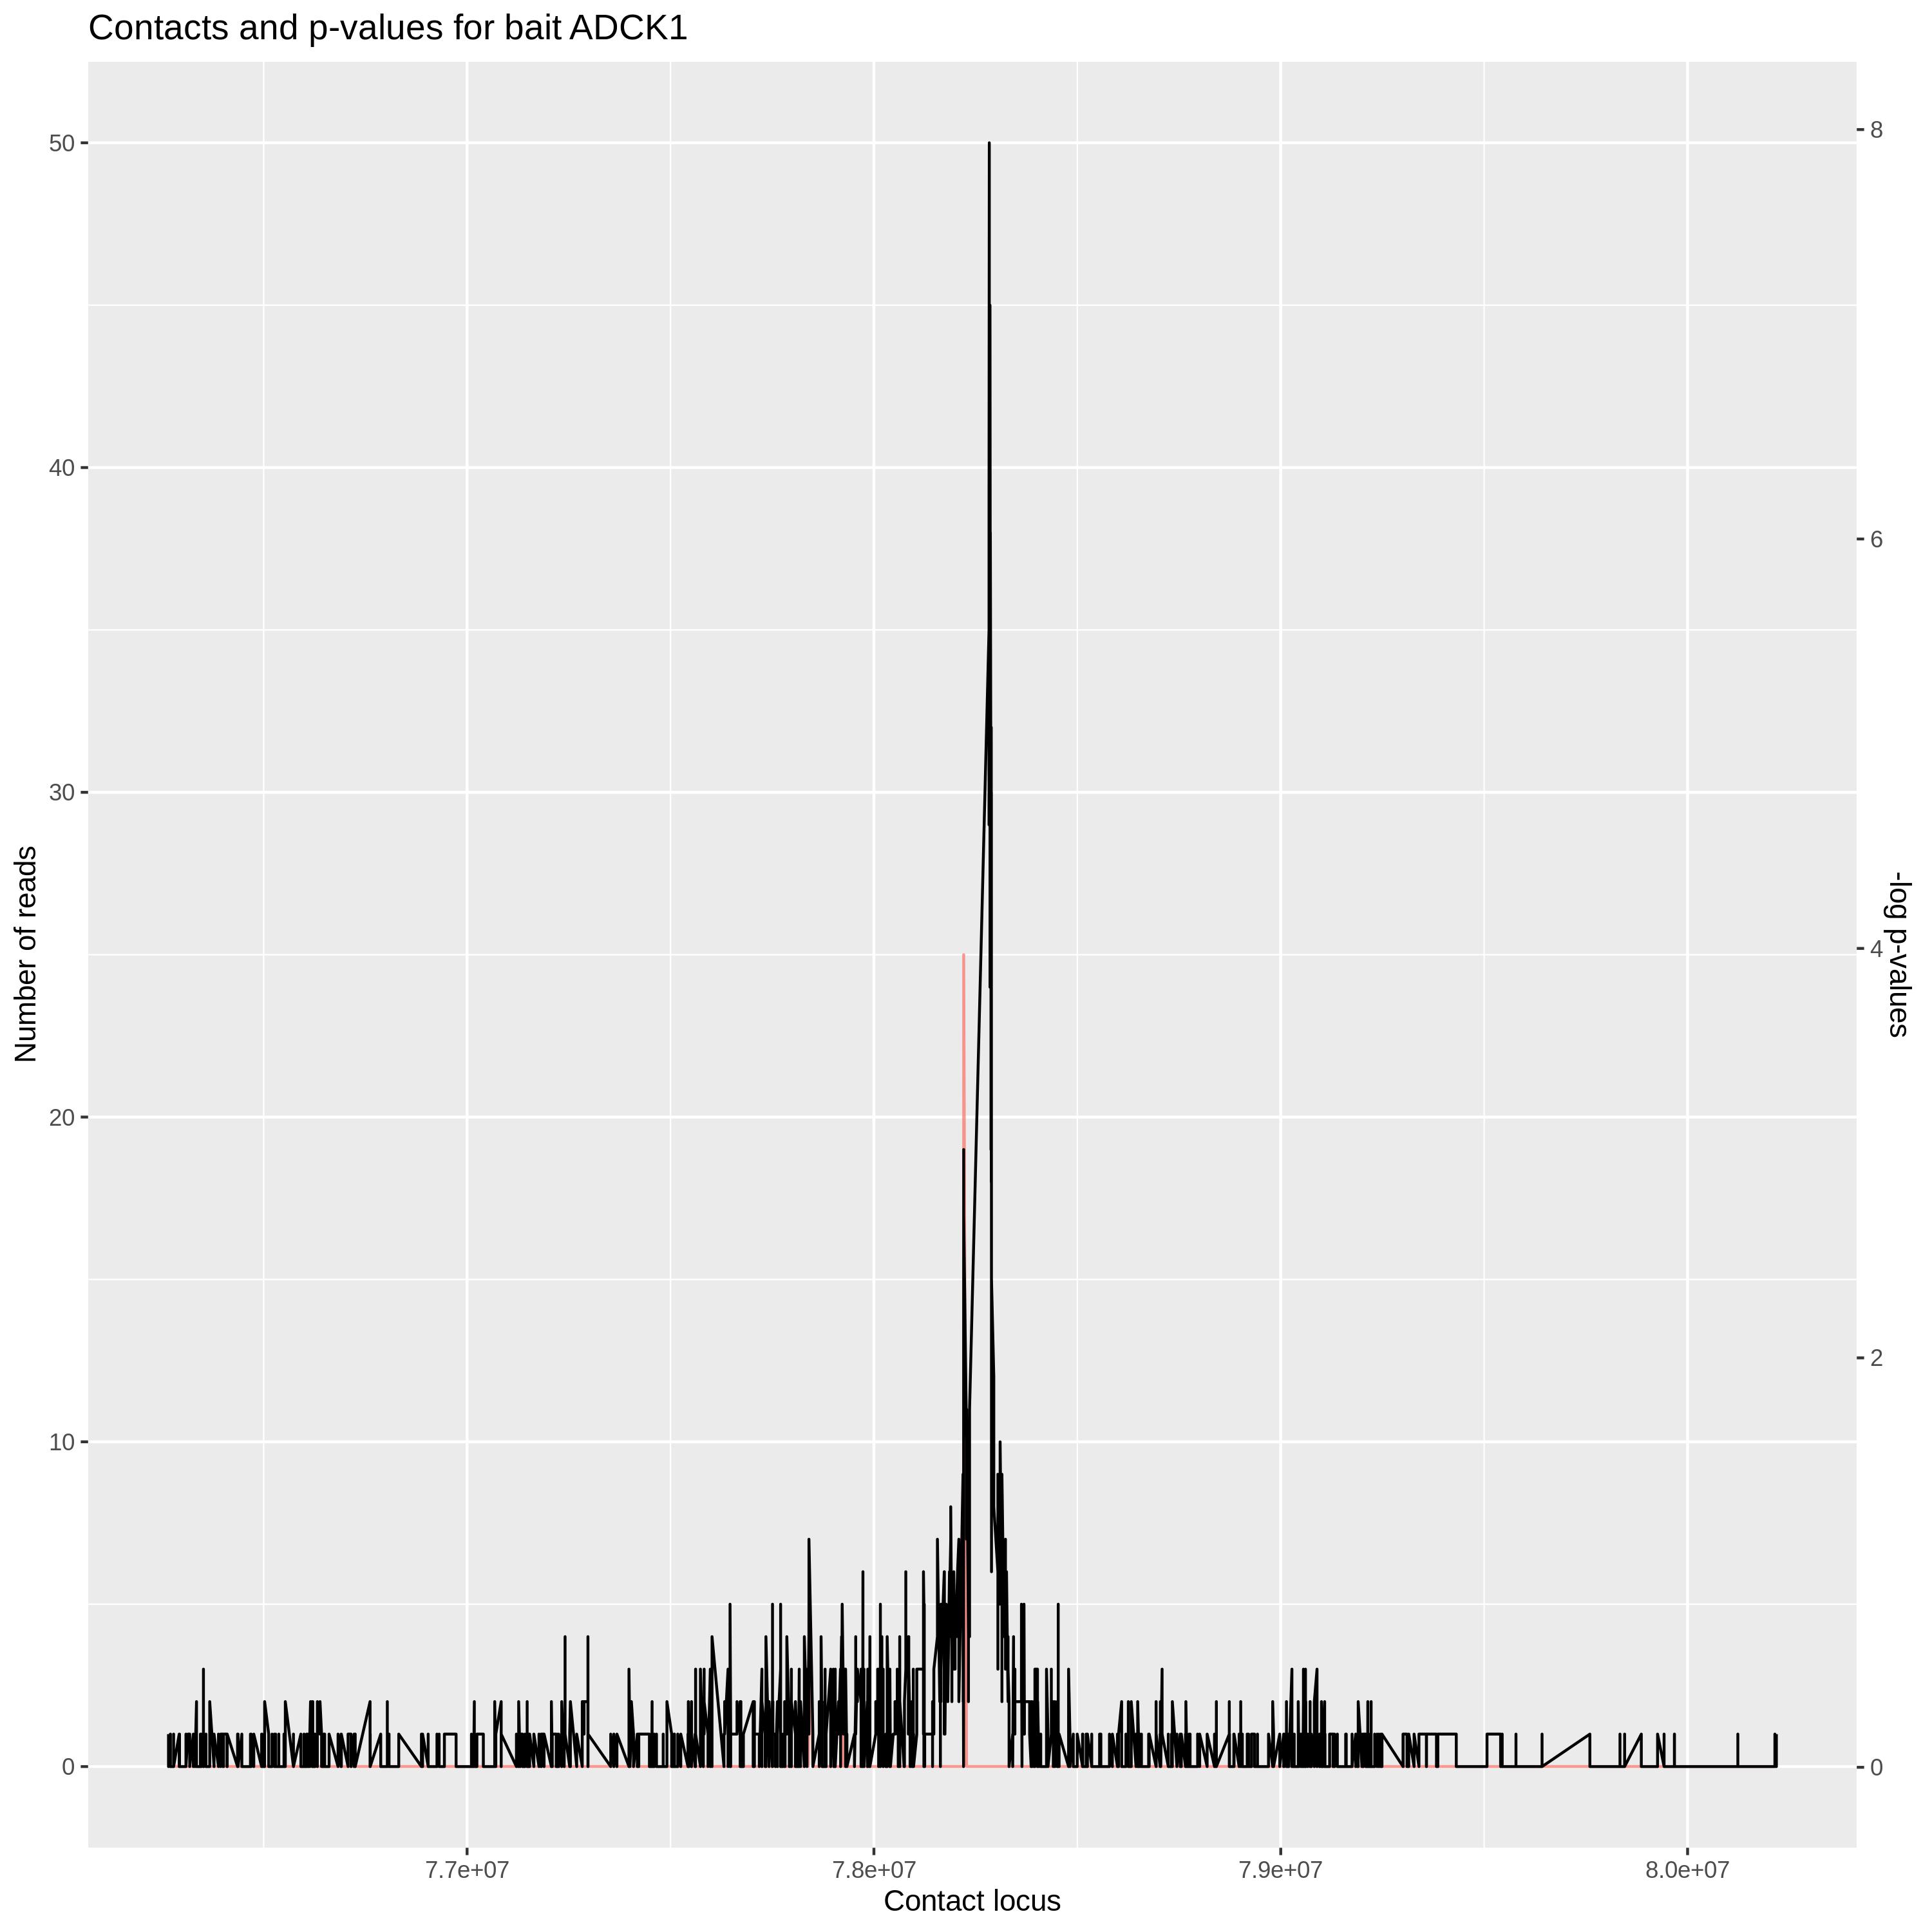 Contacts and p-values for bait ADCK1
50
40
30
20
10
0
Number of reads
8
6
4
2
0
-log p-values
7.7e+07
7.8e+07
7.9e+07
8.0e+07
Contact locus